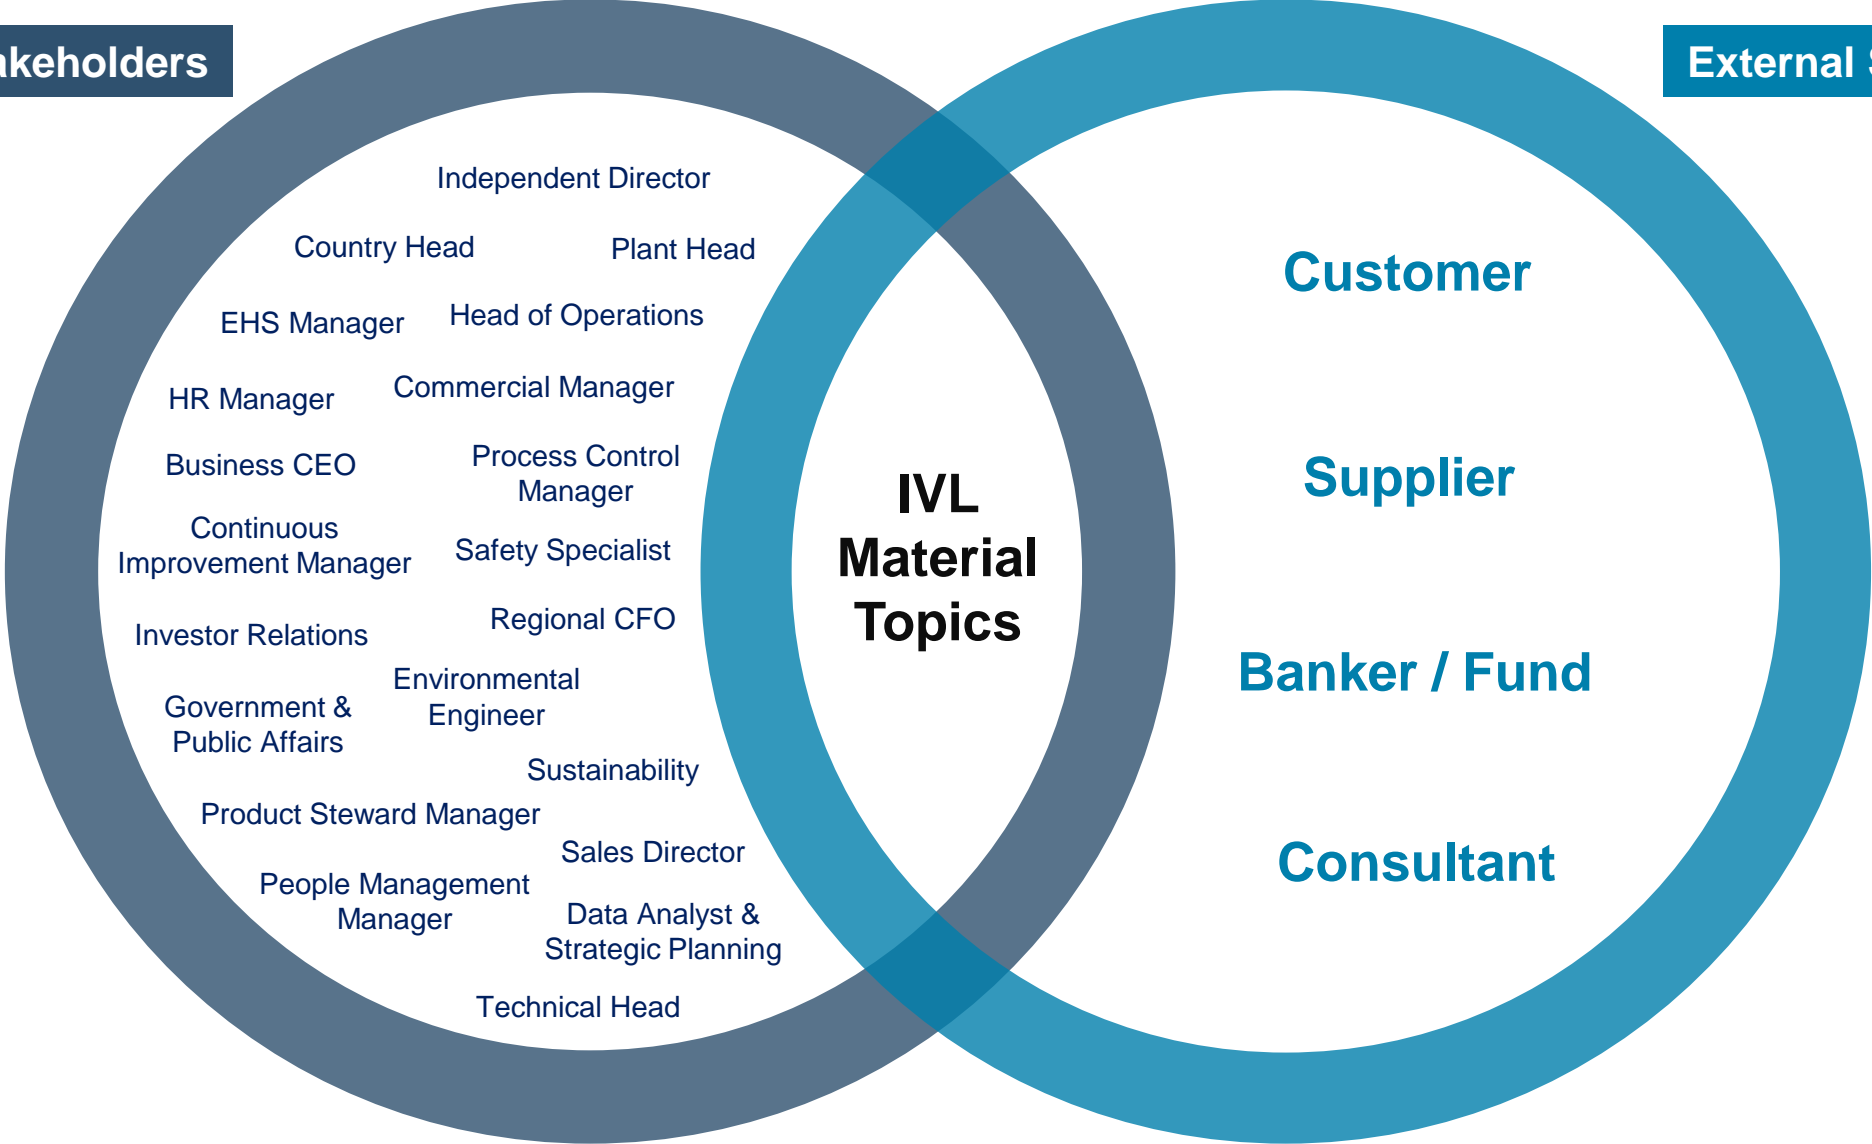 akeholders
External
Independent Director
Country Head
Plant Head
EHS Manager
Head of Operations
HR Manager
Commercial Manager
Business CEO
Process Control
Manager
Continuous
Improvement Manager
Safety Specialist
Investor Relations
Regional CFO
Government &
Public Affairs
Environmental
Engineer
Sustainability
Product Steward Manager
Sales Director
People Management
Manager
Data Analyst &
Strategic Planning
Technical Head
IVL
Material
Topics
Customer
Supplier
Banker / Fund
Consultant